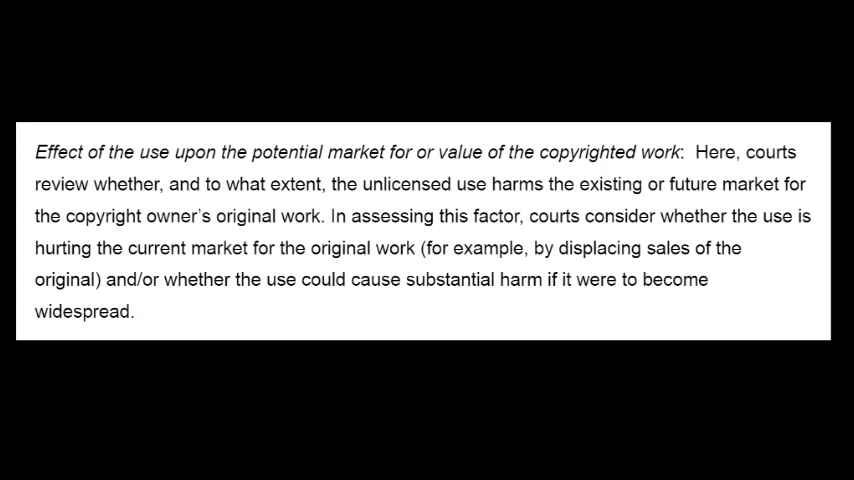 Effect of the use upon the potential market for or value of the copyrighted work:  Here, courts
review whether, and to what extent, the unlicensed use harms the existing or future market for
the copyright owner’s original work. In assessing this factor, courts consider whether the use is
hurting the current market for the original work (for example, by displacing sales of the
original) and/or whether the use could cause substantial harm if it were to become
widespread.